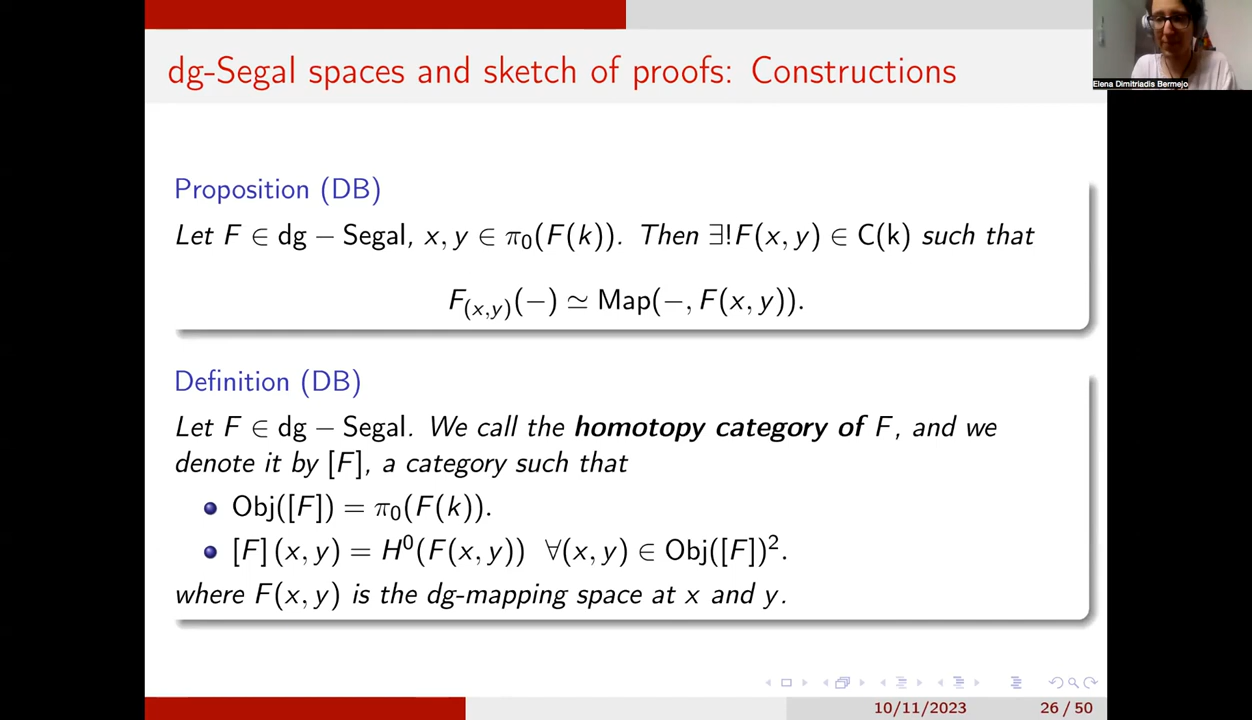 dg-Segal spaces and sketch of proofs: Constructions
Elena Dimitriadis Bermejo
Proposition (DB)
Let F ∈ dg − Segal, x, y ∈ π₀(F(k)). Then ∃!F(x, y) ∈ C(k) such that
F₍ₓ,ᵧ₎(−) ≃ Map(−, F(x, y)).
Definition (DB)
Let F ∈ dg − Segal. We call the homotopy category of F, and we
denote it by [F], a category such that
Obj([F]) = π₀(F(k)).
[F] (x, y) = H⁰(F(x, y)) ∀(x, y) ∈ Obj([F])².
where F(x, y) is the dg-mapping space at x and y.
10/11/2023 26 / 50